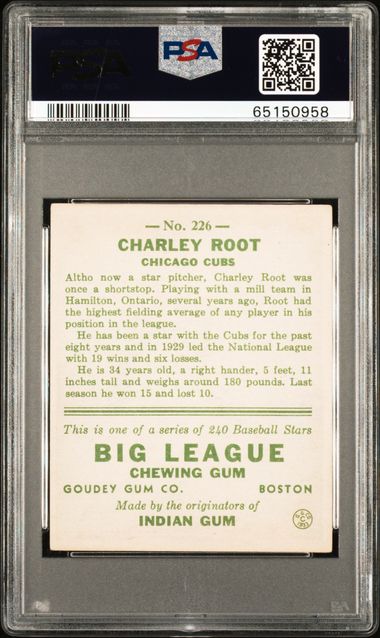 PSA
PSA
65150958
— No. 226 —
CHARLEY ROOT
CHICAGO CUBS
Altho now a star pitcher, Charley Root was
once a shortstop. Playing with a mill team in
Hamilton, Ontario, several years ago, Root had
the highest fielding average of any player in his
position in the league.
He has been a star with the Cubs for the past
eight years and in 1929 led the National League
with 19 wins and six losses.
He is 34 years old, a right hander, 5 feet, 11
inches tall and weighs around 180 pounds. Last
season he won 15 and lost 10.
This is one of a series of 240 Baseball Stars
BIG LEAGUE
CHEWING GUM
GOUDEY GUM CO. BOSTON
Made by the originators of
INDIAN GUM